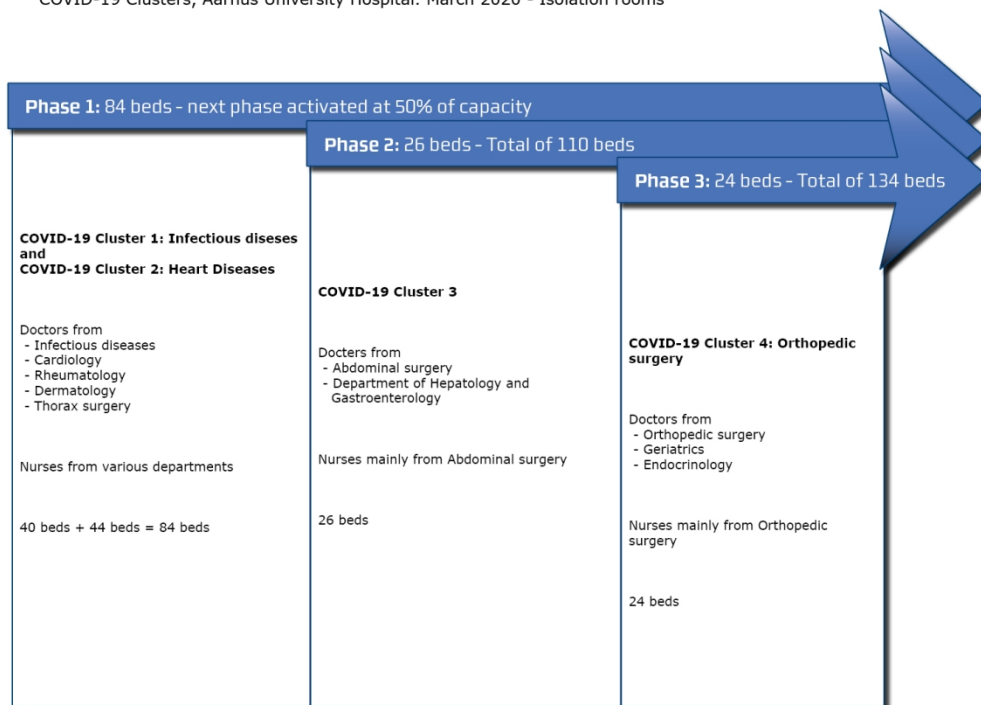 COVID-19 Clusters, Aarhus University Hospital. March 2020 - Isolation rooms
Phase 1: 84 beds - next phase activated at 50% of capacity
Phase 2: 26 beds - Total of 110 beds
Phase 3: 24 beds - Total of 134 beds
COVID-19 Cluster 1: Infectious diseses
and
COVID-19 Cluster 2: Heart Diseases
Doctors from
- Infectious diseases
- Cardiology
- Rheumatology
- Dermatology
- Thorax surgery
Nurses from various departments
40 beds + 44 beds = 84 beds
COVID-19 Cluster 3
Docters from
- Abdominal surgery
- Department of Hepatology and
Gastroenterology
Nurses mainly from Abdominal surgery
26 beds
COVID-19 Cluster 4: Orthopedic
surgery
Doctors from
- Orthopedic surgery
- Geriatrics
- Endocrinology
Nurses mainly from Orthopedic
surgery
24 beds